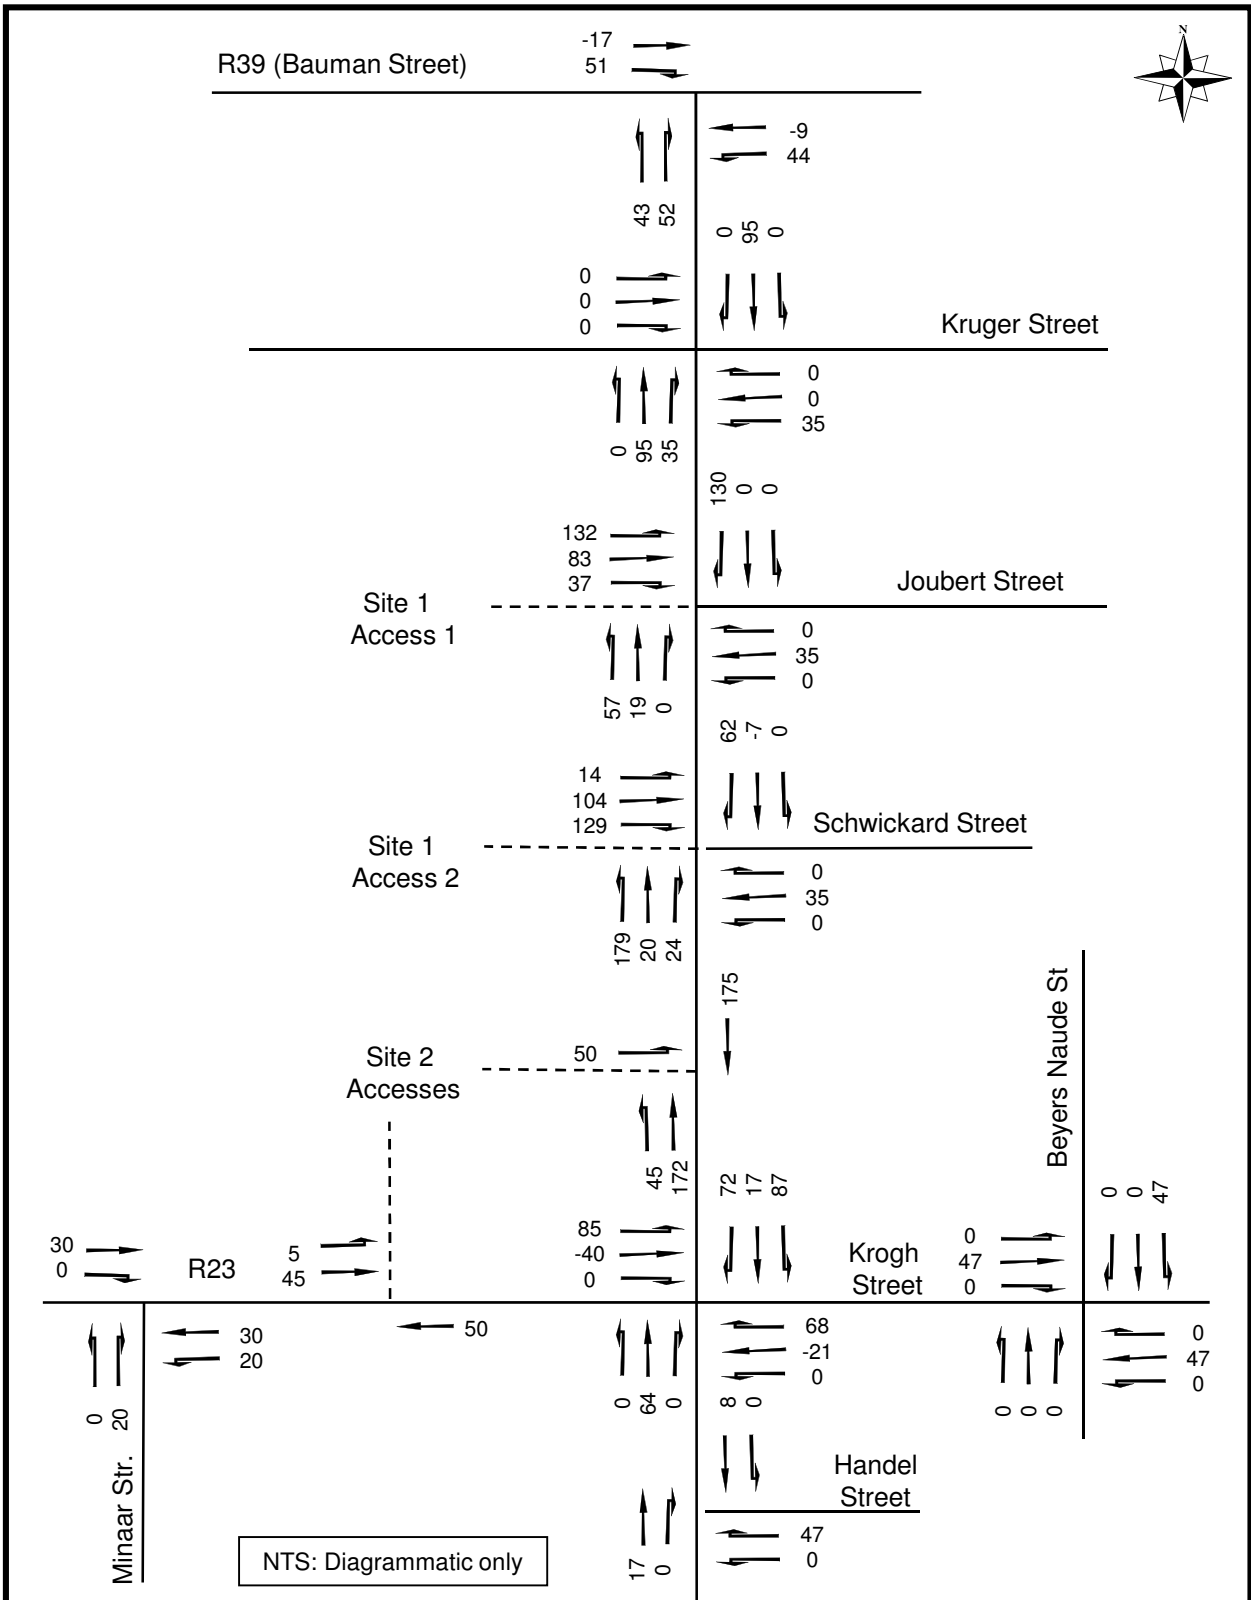 N
-17
R39 (Bauman Street)
51
-9
44
43 52
0 95 0
0
0
0
Kruger Street
0
0
35
0 95 35
130 0 0
132
83
37
Joubert Street
Site 1
Access 1
0
35
0
57 19 0
62 -7 0
14
104
129
Schwickard Street
Site 1
Access 2
0
35
0
179 20 24
175
Beyers Naude St
50
Site 2
Accesses
45 172
72 17 87
0 0 47
30
0
R23
5
45
85
-40
0
Krogh
Street
0
47
0
30
20
50
68
-21
0
0
47
0
0 20
0 64 0
8 0
0 0 0
Minaar Str.
Handel
Street
47
0
17 0
NTS: Diagrammatic only